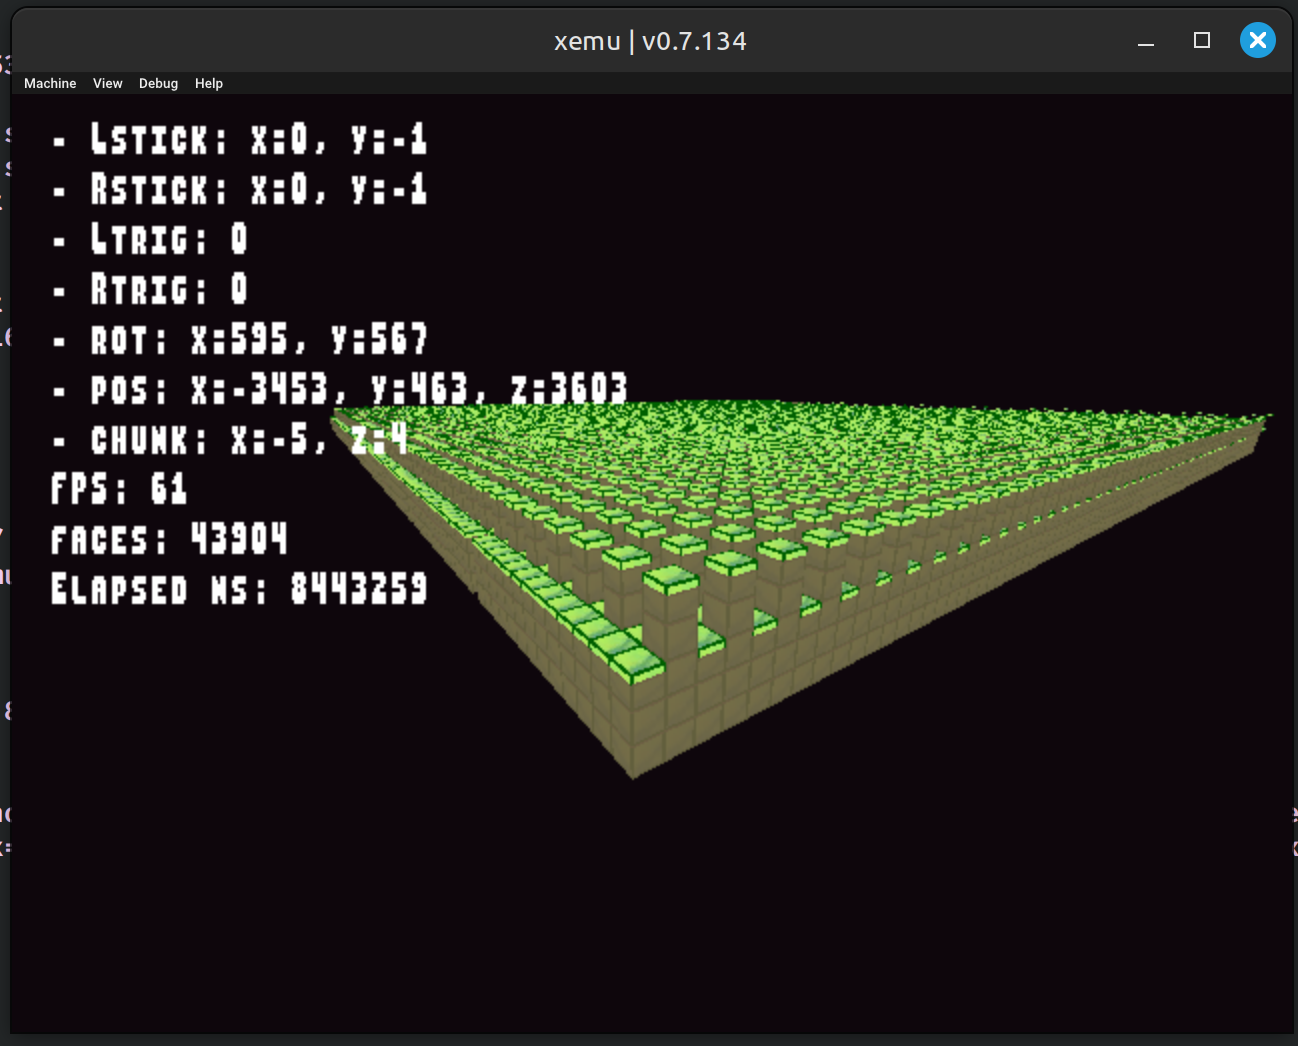 xemu | v0.7.134
Machine View Debug Help
- LSTICK: X:0, Y:-1
- RSTICK: X:0, Y:-1
- LTRIG: 0
- RTRIG: 0
- ROT: X:595, Y:567
- POS: X:-3453, Y:463, Z:3603
- CHUNK: X:-5, Z:4
FPS: 61
FACES: 43904
ELAPSED MS: 8443259